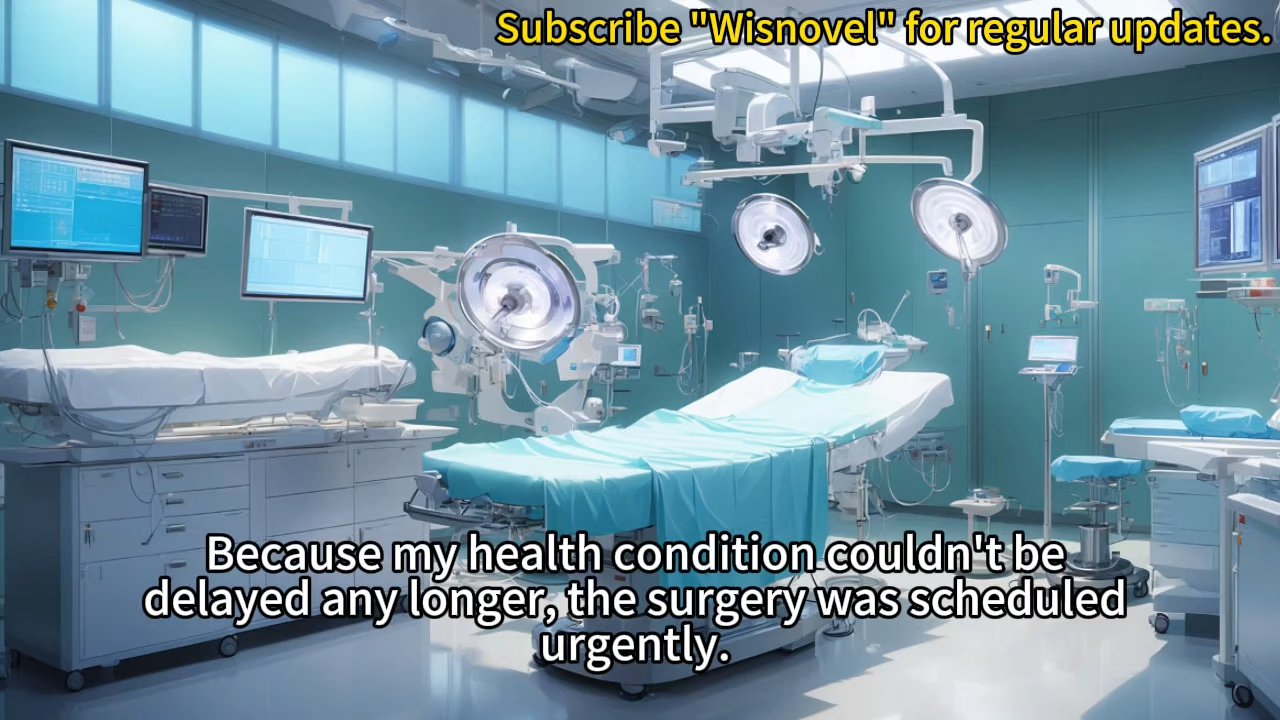 Subscribe "Wisnovel" for regular updates.
Because my health condition couldn't be
delayed any longer, the surgery was scheduled
urgently.